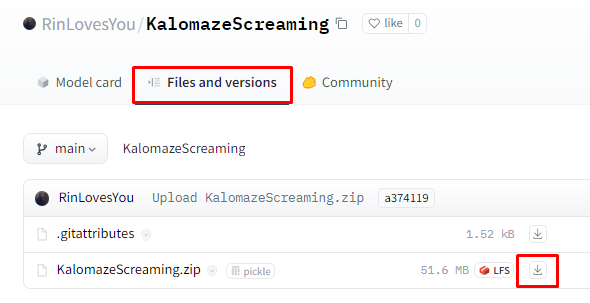 RinLovesYou/KalomazeScreaming like 0
Model card Files and versions Community
main KalomazeScreaming
RinLovesYou Upload KalomazeScreaming.zip a374119
.gitattributes 1.52 kB
KalomazeScreaming.zip pickle 51.6 MB LFS